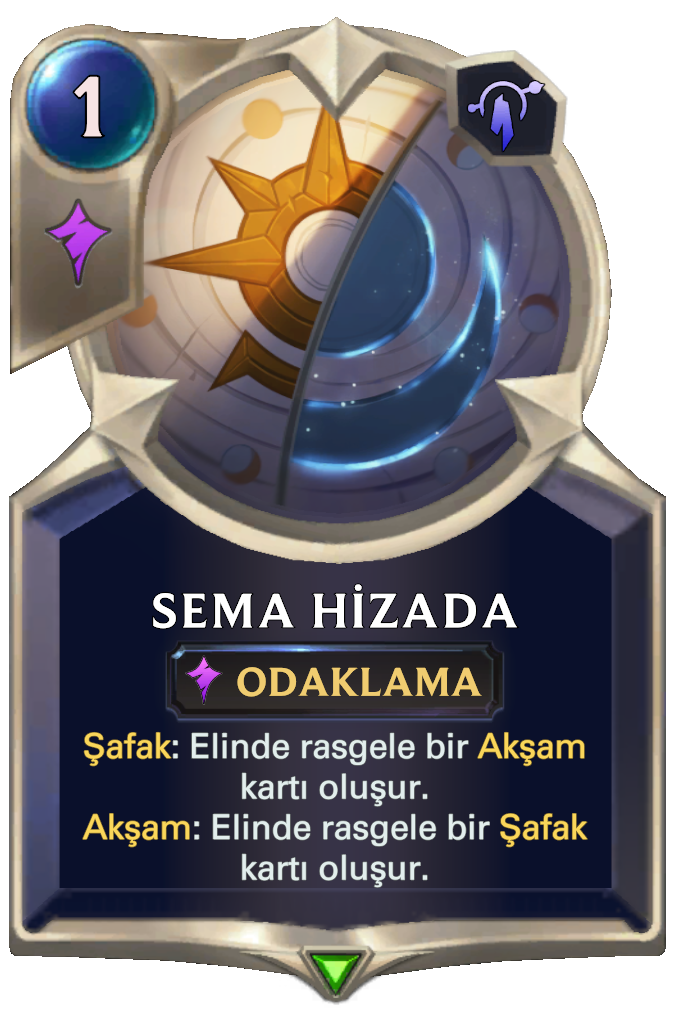 1
SEMA HİZADA
ODAKLAMA
Şafak: Elinde rasgele bir Akşam
kartı oluşur.
Akşam: Elinde rasgele bir Şafak
kartı oluşur.